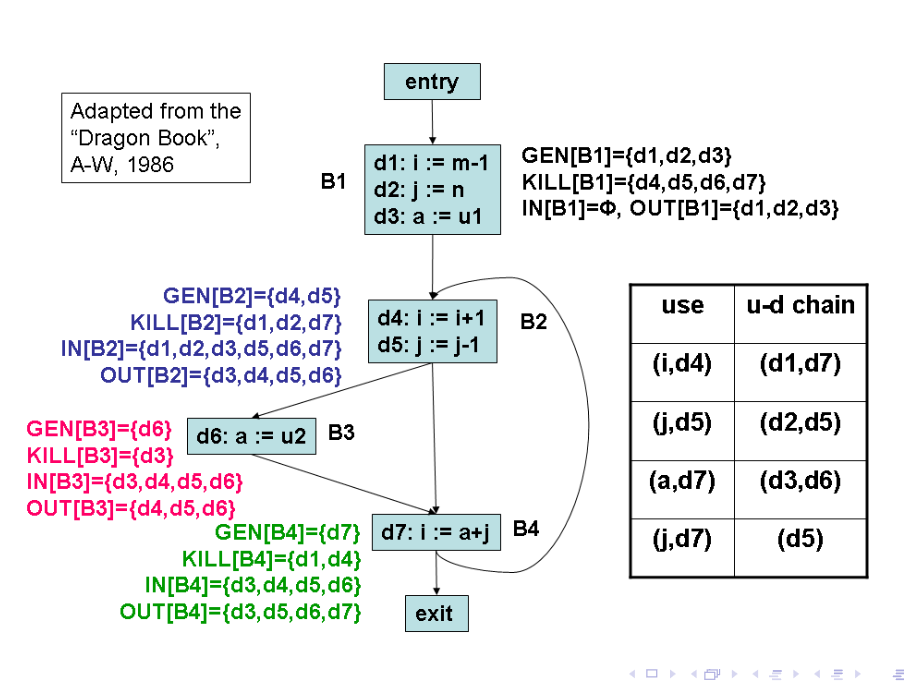 entry
Adapted from the
“Dragon Book”,
A-W, 1986
B1
d1: i := m-1
d2: j := n
d3: a := u1
GEN[B1]={d1,d2,d3}
KILL[B1]={d4,d5,d6,d7}
IN[B1]=Φ, OUT[B1]={d1,d2,d3}
GEN[B2]={d4,d5}
KILL[B2]={d1,d2,d7}
IN[B2]={d1,d2,d3,d5,d6,d7}
OUT[B2]={d3,d4,d5,d6}
d4: i := i+1
d5: j := j-1
B2
use u-d chain
(i,d4) (d1,d7)
(j,d5) (d2,d5)
(a,d7) (d3,d6)
(j,d7) (d5)
GEN[B3]={d6}
KILL[B3]={d3}
IN[B3]={d3,d4,d5,d6}
OUT[B3]={d4,d5,d6}
d6: a := u2
B3
GEN[B4]={d7}
KILL[B4]={d1,d4}
IN[B4]={d3,d4,d5,d6}
OUT[B4]={d3,d5,d6,d7}
d7: i := a+j
B4
exit